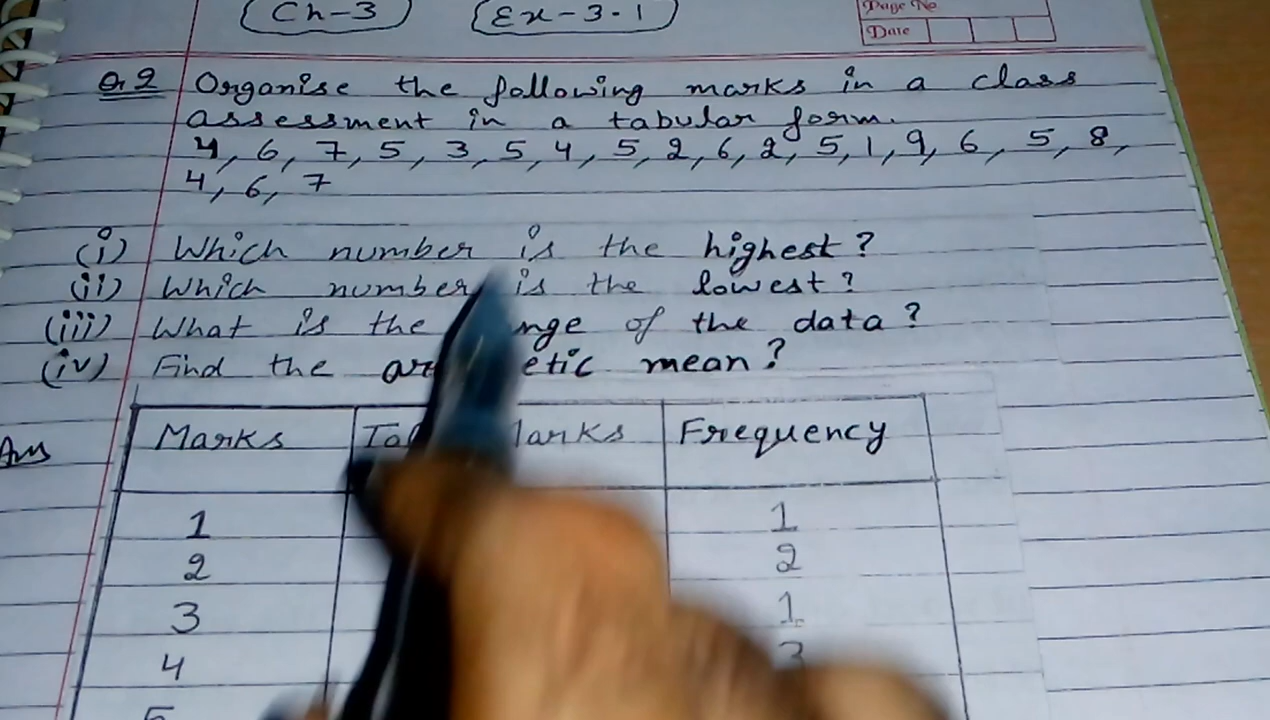 Ch-3 Ex-3.1 Page No
Date
Q.2 Organise the following marks in a class
assessment in a tabular form.
4, 6, 7, 5, 3, 5, 4, 5, 2, 6, 2, 5, 1, 9, 6, 5, 8,
4, 6, 7
(i) Which number is the highest?
(ii) Which number is the lowest?
(iii) What is the of the data?
(iv) Find the mean?
Ans Marks Frequency
1 1
2 2
3 1
4 3
5